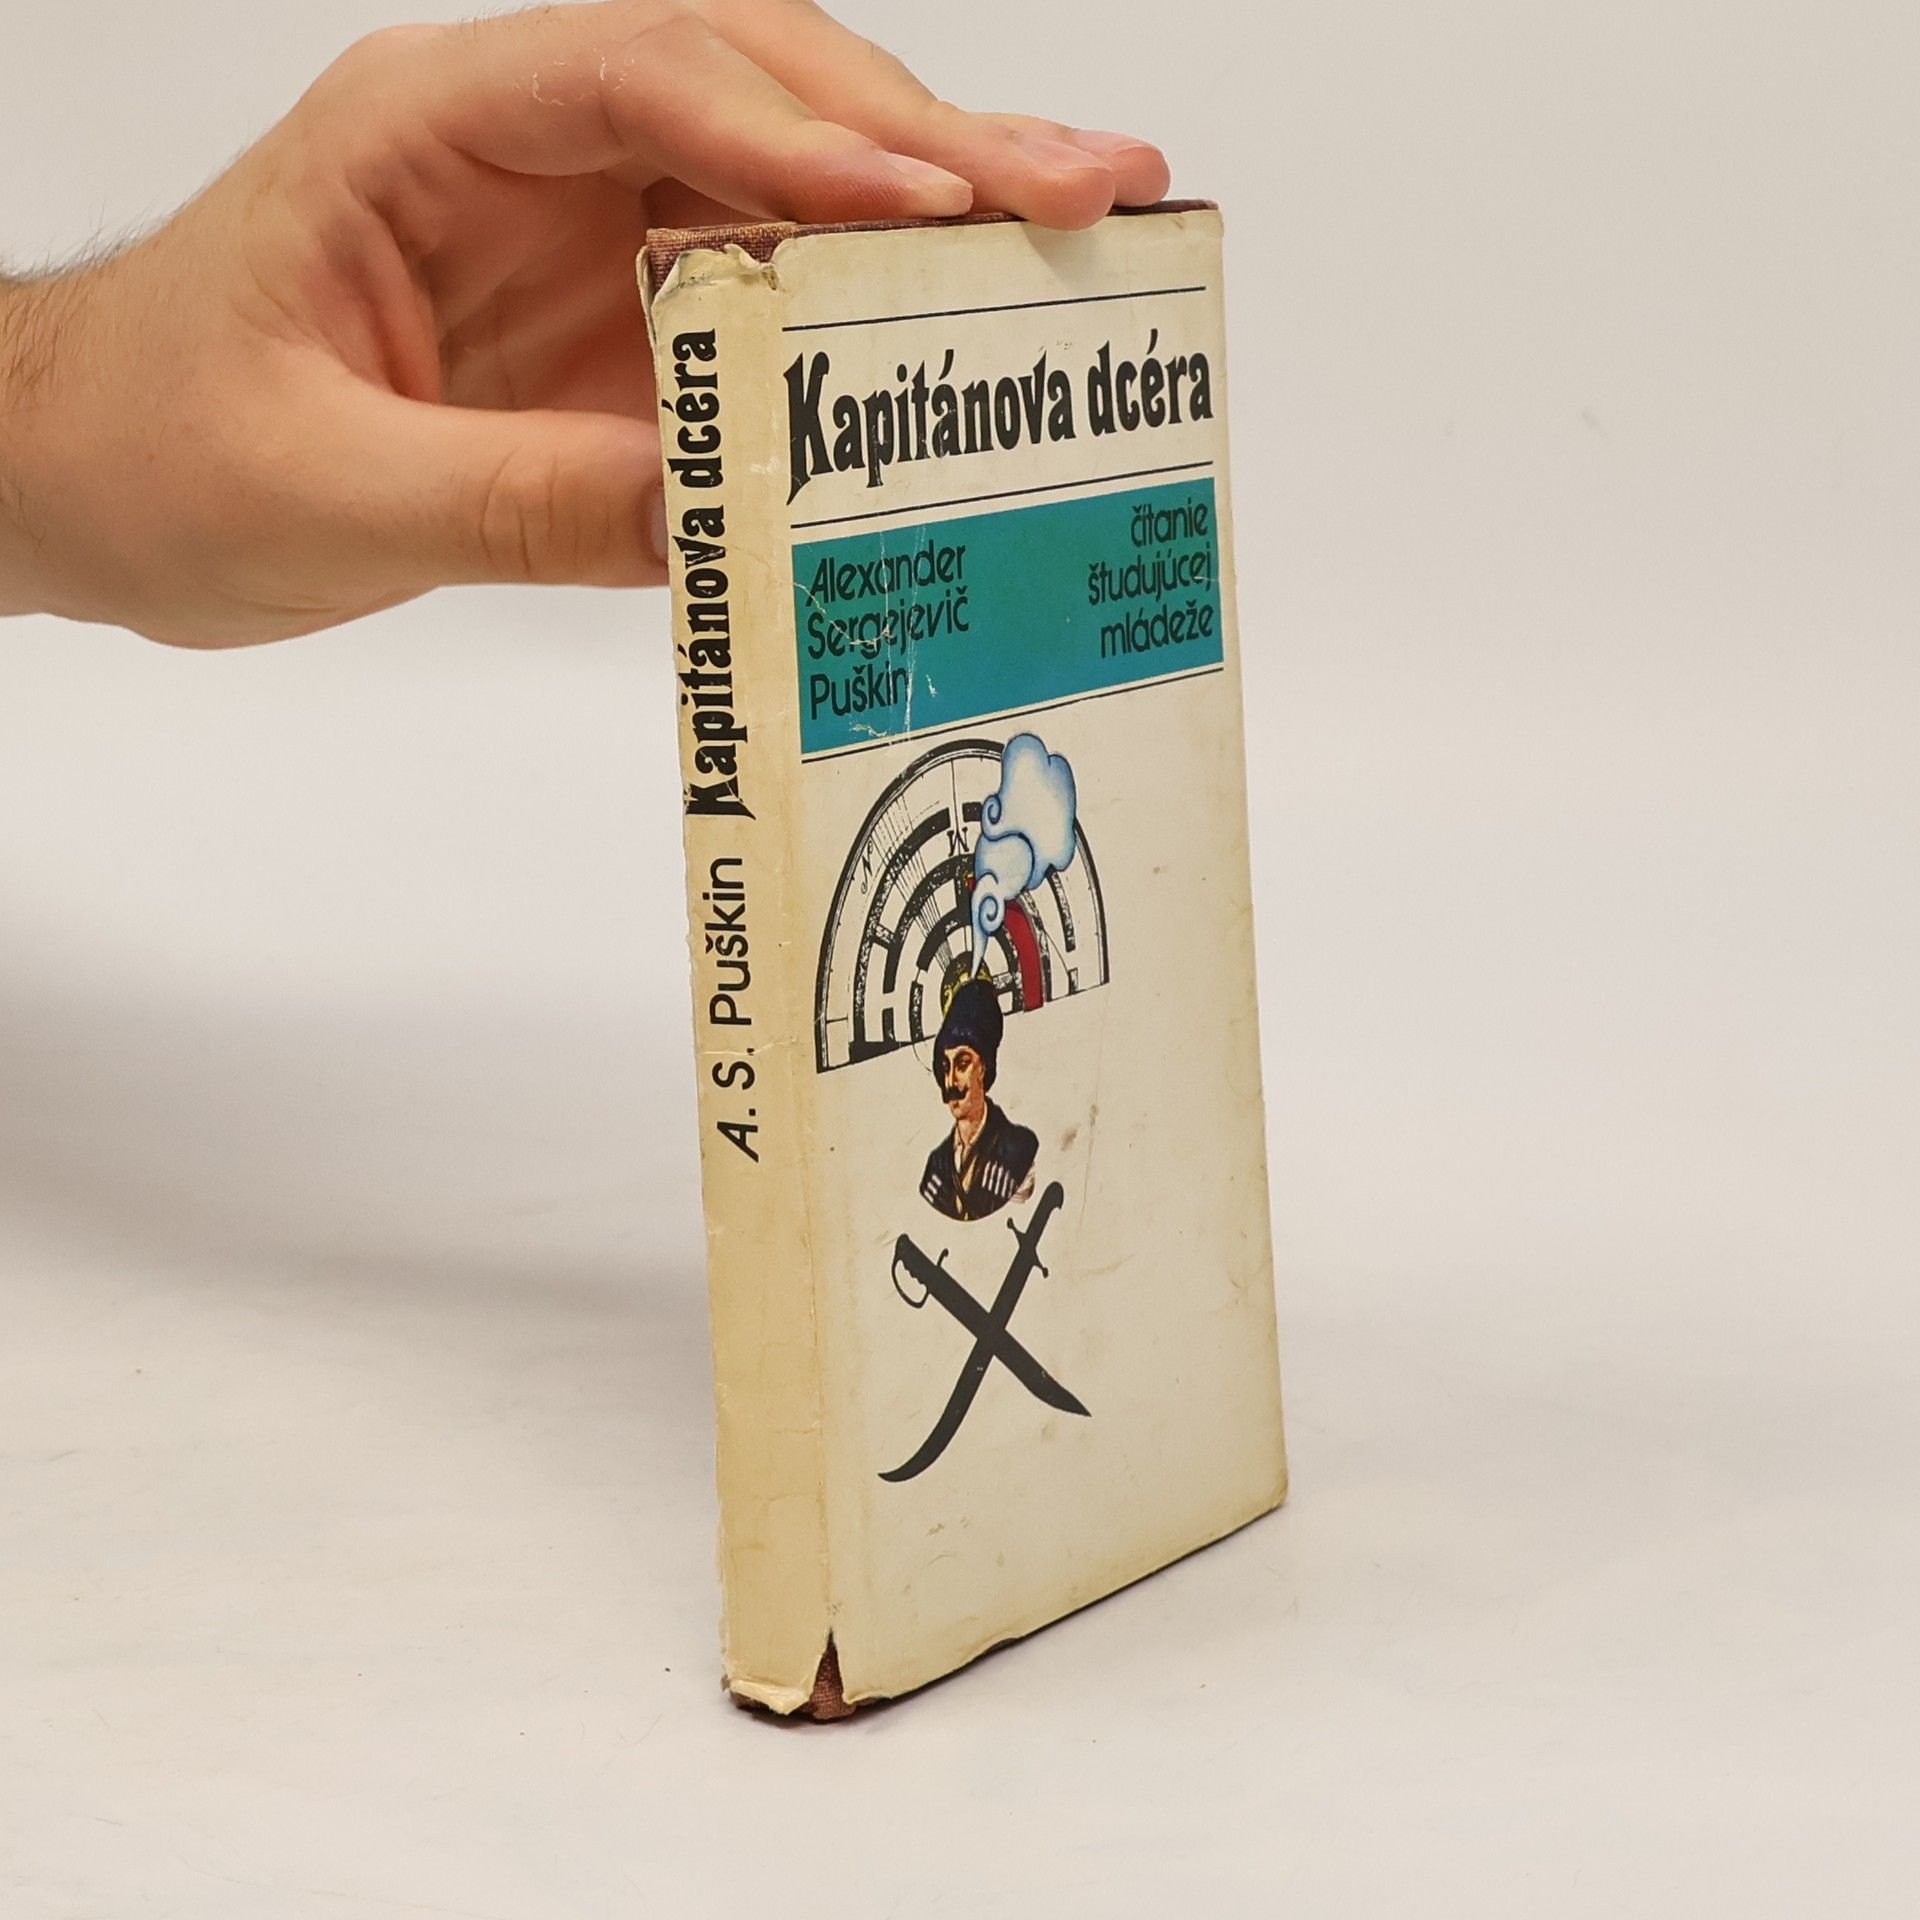 Kapitánova dcéra
Alexander
Sergejevič
Puškin
čítanie
študujúcej
mládeže
N
M
A. S. Puškin Kapitánova dcéra